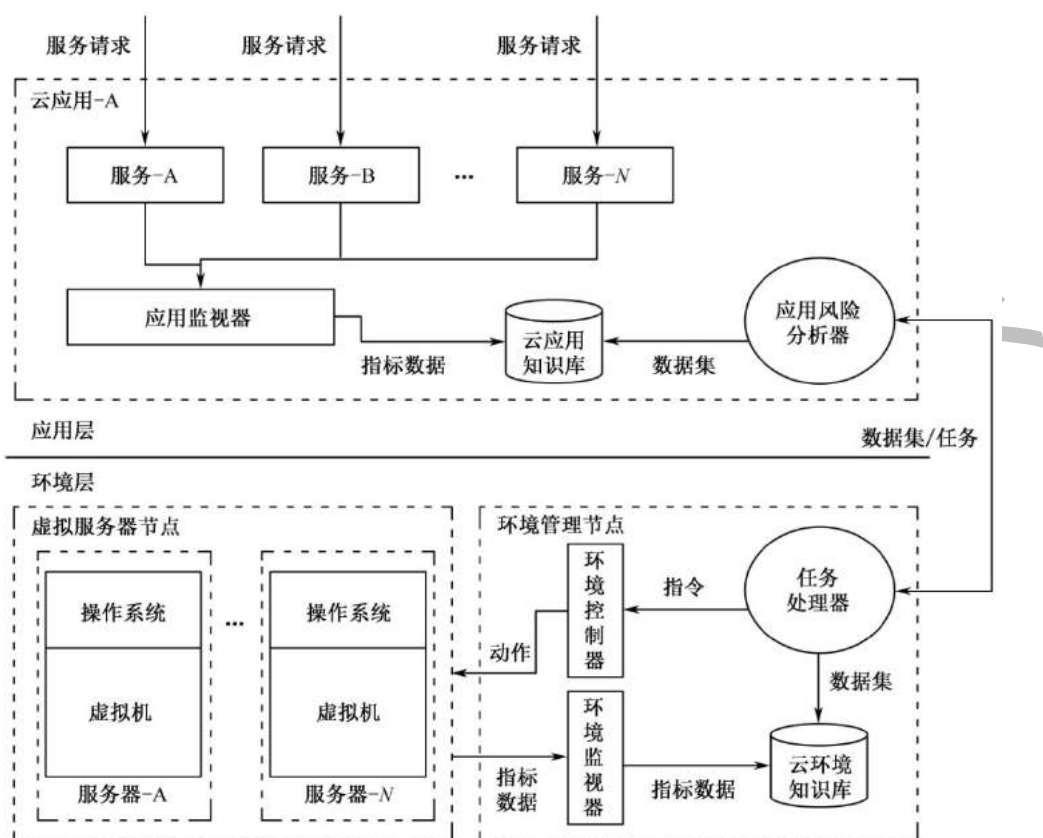 服务请求
服务请求
服务请求
云应用-A
服务-A
服务-B
...
服务-N
应用监视器
指标数据
云应用
知识库
数据集
应用风险
分析器
应用层
数据集/任务
环境层
虚拟服务器节点
操作系统
虚拟机
服务器-A
...
操作系统
虚拟机
服务器-N
环境管理节点
环
境
控
制
器
指令
任务
处理器
动作
数据集
指标
数据
环
境
监
视
器
指标数据
云环境
知识库